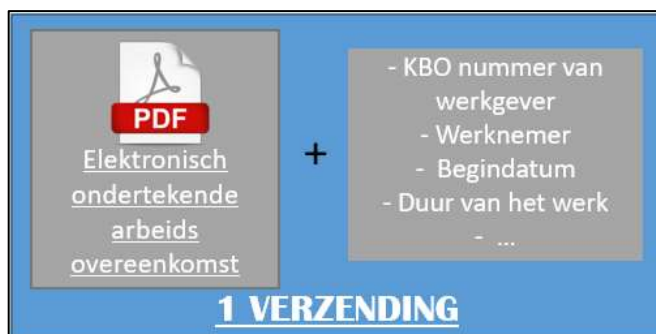 PDF
Elektronisch
ondertekende
arbeids
overeenkomst
+
- KBO nummer van
werkgever
- Werknemer
- Begindatum
- Duur van het werk
- ...
1 VERZENDING